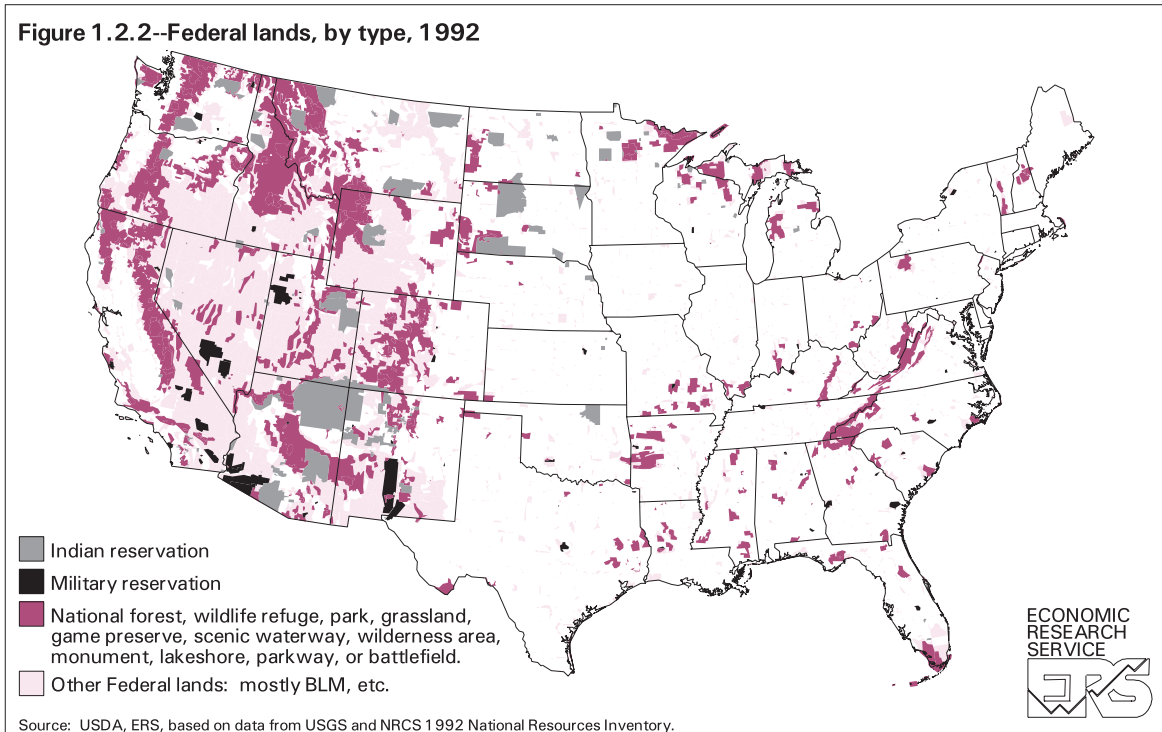 Figure 1.2.2--Federal lands, by type, 1992
Indian reservation
Military reservation
National forest, wildlife refuge, park, grassland,
game preserve, scenic waterway, wilderness area,
monument, lakeshore, parkway, or battlefield.
Other Federal lands: mostly BLM, etc.
ECONOMIC
RESEARCH
SERVICE
ERS
Source: USDA, ERS, based on data from USGS and NRCS 1992 National Resources Inventory.